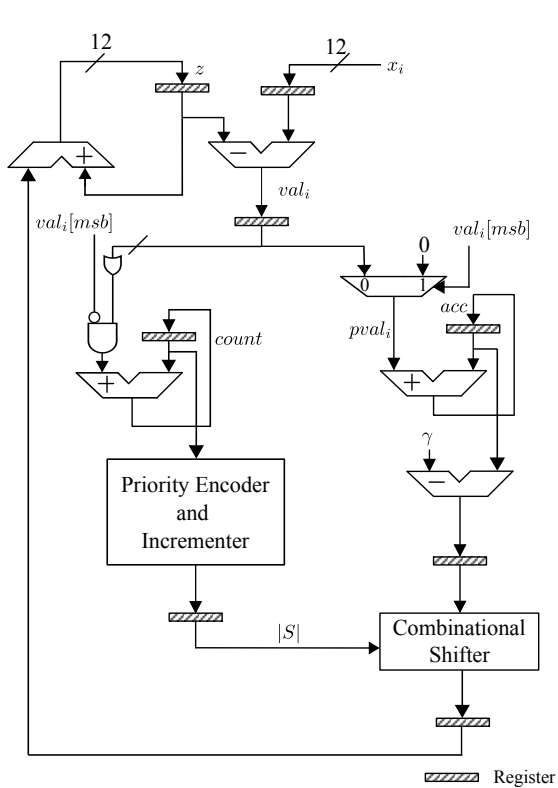 12
z
12
x_i
+
−
val_i
val_i[msb]
0
val_i[msb]
0
1
acc
count
pval_i
+
+
γ
−
Priority Encoder
and
Incrementer
|S|
Combinational
Shifter
Register